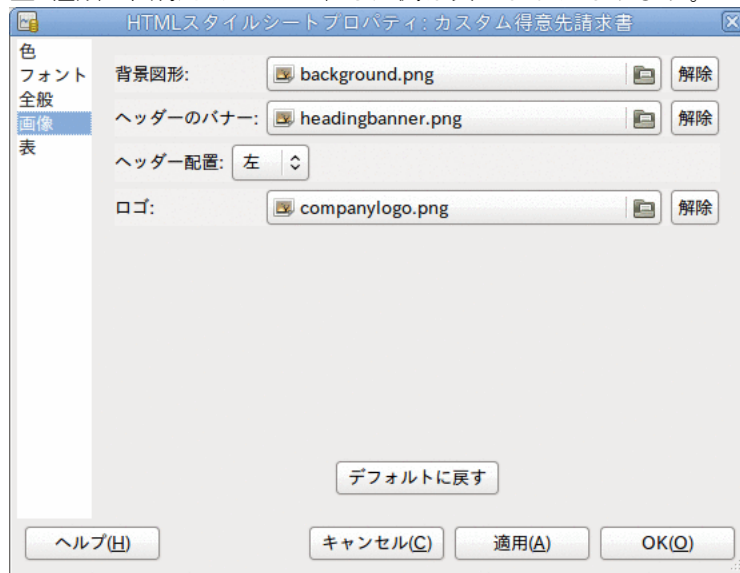 HTMLスタイルシートプロパティ: カスタム得意先請求書
色
フォント
全般
画像
表
背景図形: background.png 解除
ヘッダーのバナー: headingbanner.png 解除
ヘッダー配置: 左
ロゴ: companylogo.png 解除
デフォルトに戻す
ヘルプ(H) キャンセル(C) 適用(A) OK(O)